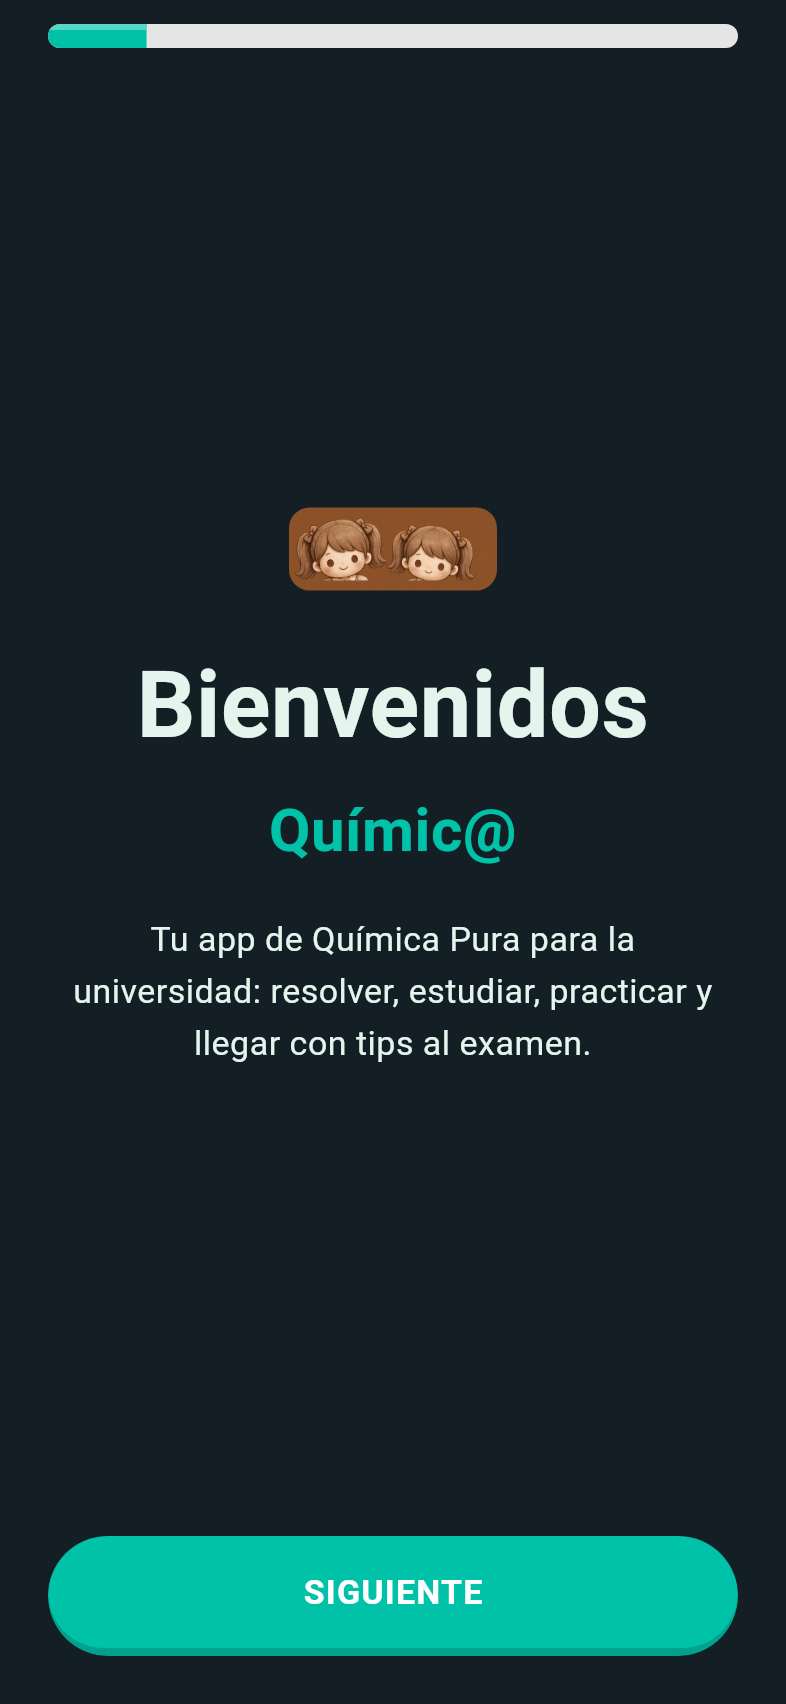 Bienvenidos
Químic@
Tu app de Química Pura para la
universidad: resolver, estudiar, practicar y
llegar con tips al examen.
SIGUIENTE